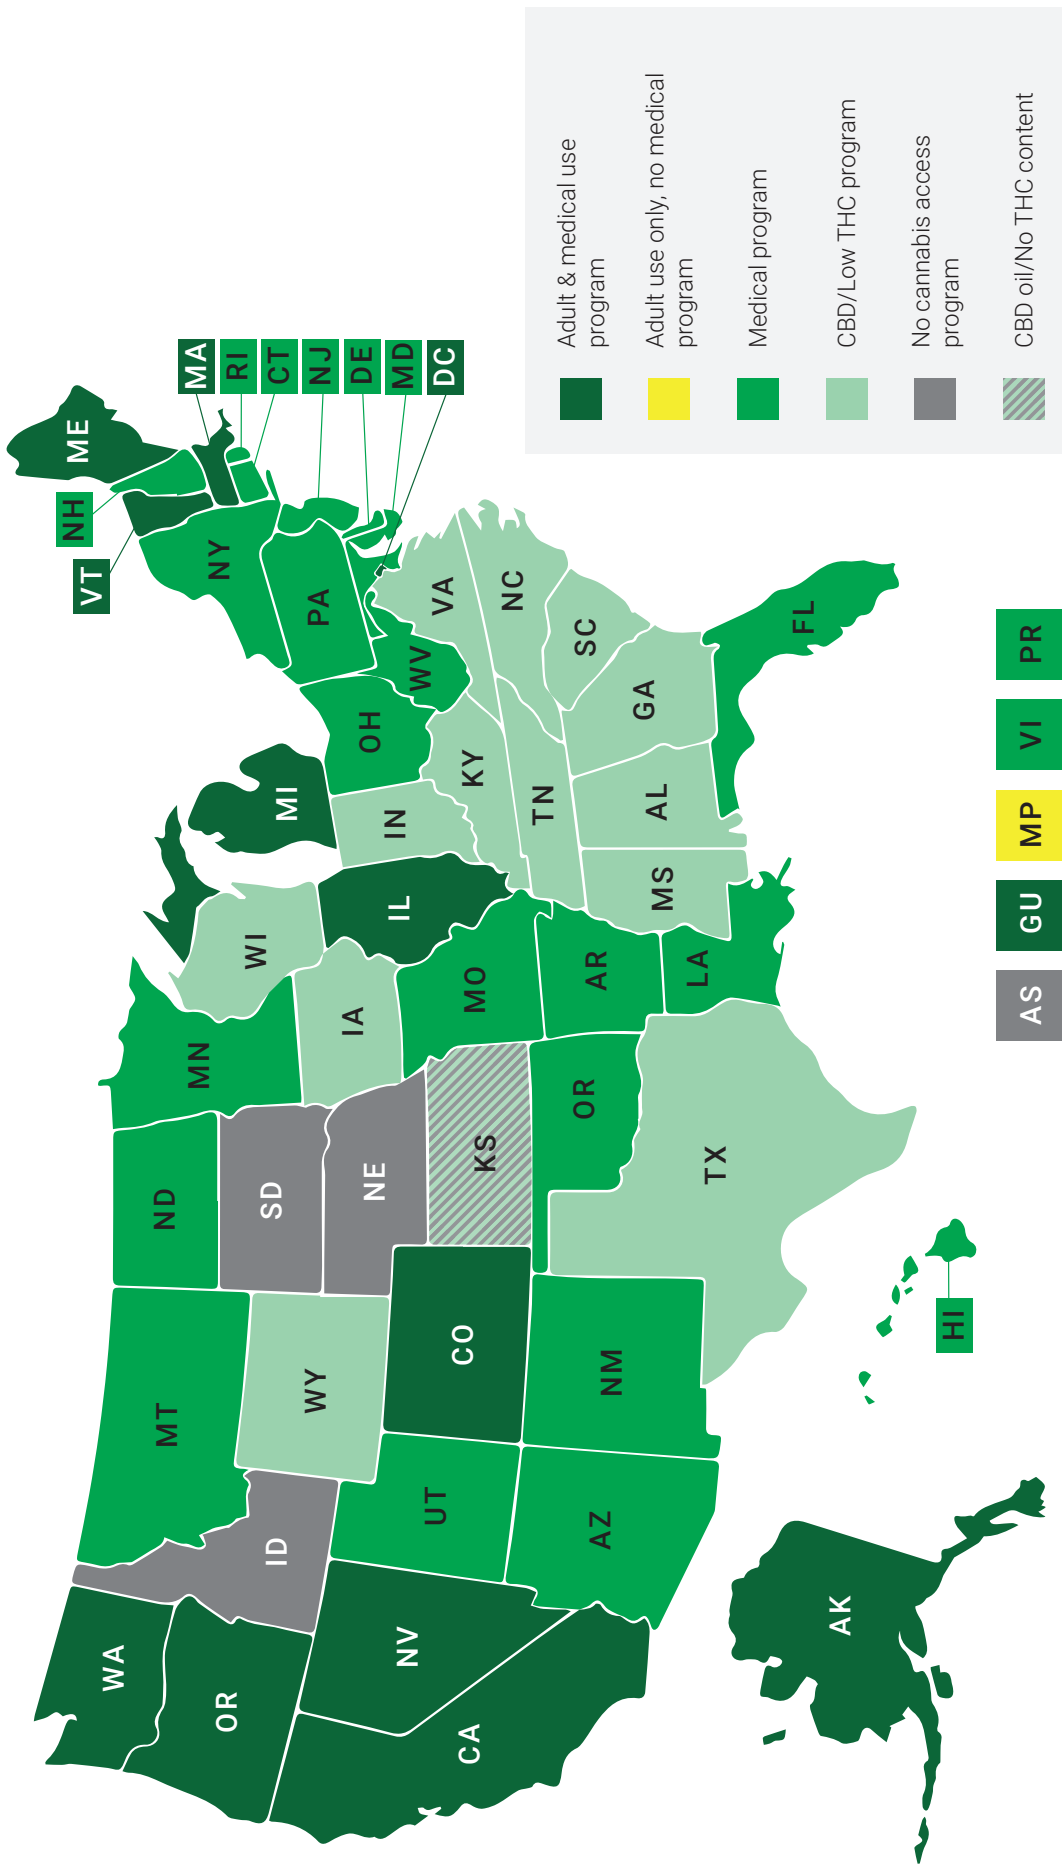 WA
OR
CA
NV
ID
MT
WY
UT
AZ
CO
NM
ND
SD
NE
KS
OR
TX
MN
IA
MO
AR
LA
WI
IL
MI
IN
OH
KY
TN
MS
AL
GA
FL
SC
NC
VA
WV
PA
NY
VT
NH
ME
MA
RI
CT
NJ
DE
MD
DC
AK
HI
AS
GU
MP
VI
PR
Adult & medical use
program
Adult use only, no medical
program
Medical program
CBD/Low THC program
No cannabis access
program
CBD oil/No THC content